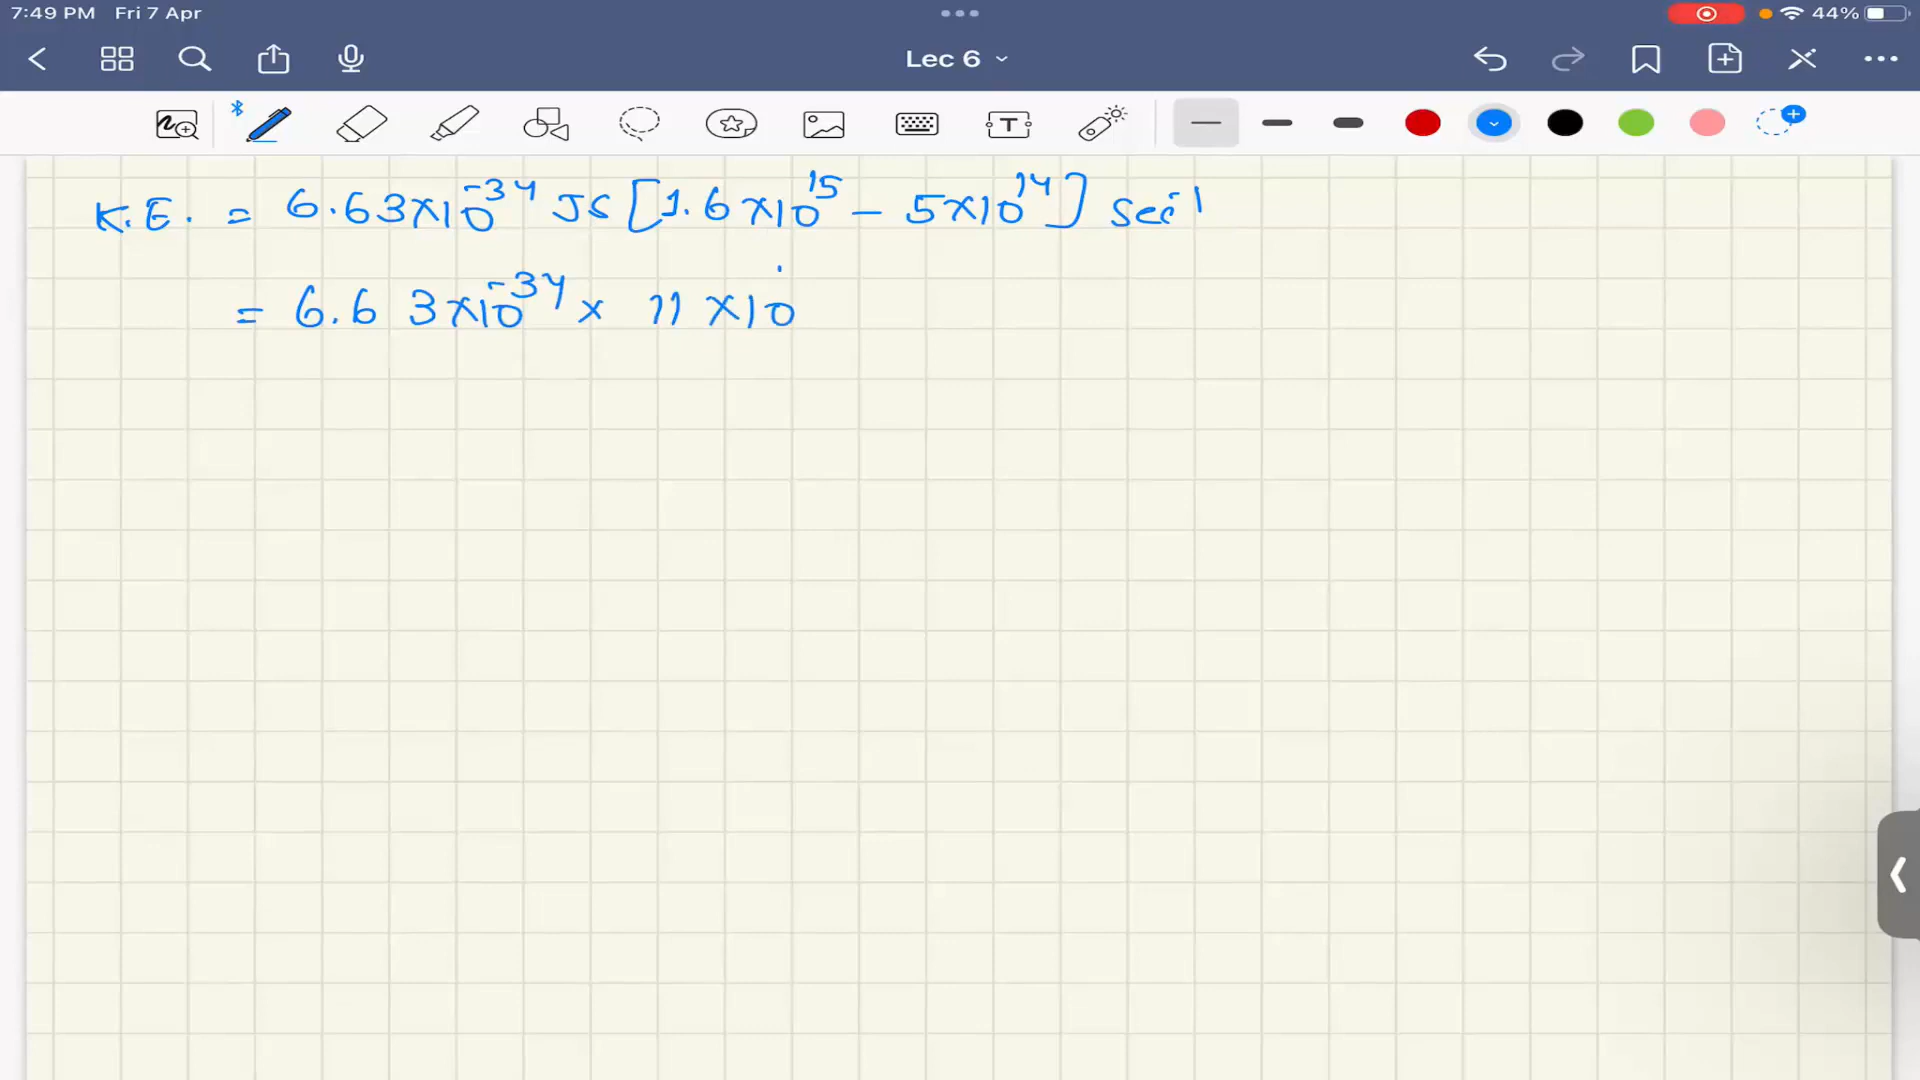 7:49 PM Fri 7 Apr
44%
Lec 6
T
K.E. = 6.63×10⁻³⁴ JS [1.6×10¹⁵ – 5×10¹⁴] sec⁻¹
= 6.63×10⁻³⁴ × 11 ×10